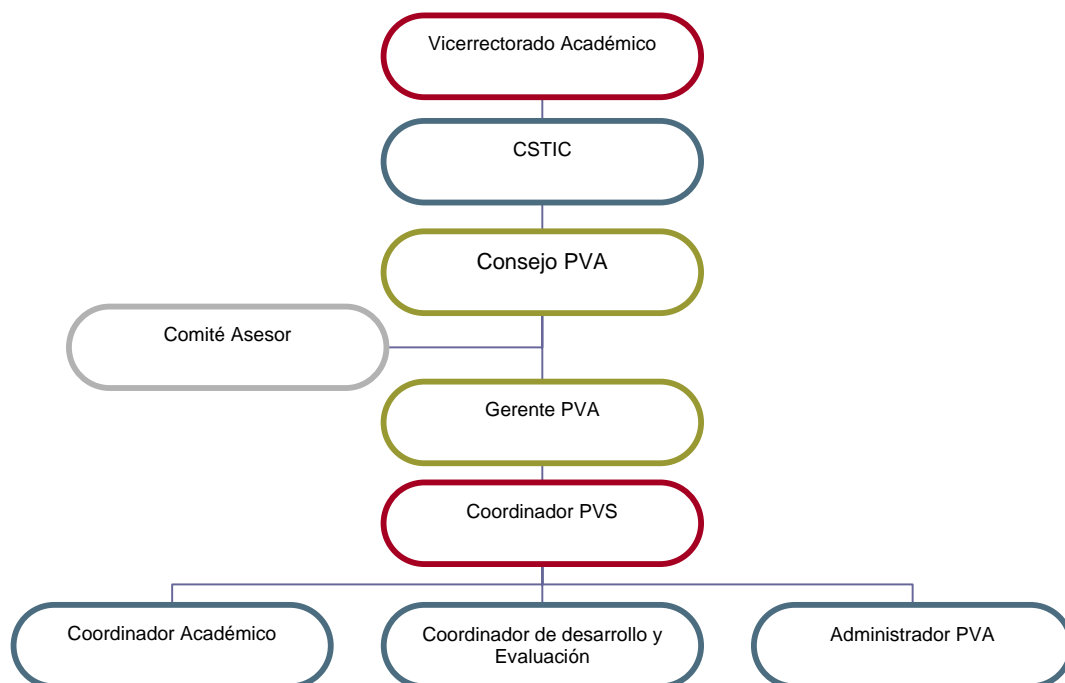 Vicerrectorado Académico
CSTIC
Consejo PVA
Comité Asesor
Gerente PVA
Coordinador PVS
Coordinador Académico
Coordinador de desarrollo y
Evaluación
Administrador PVA